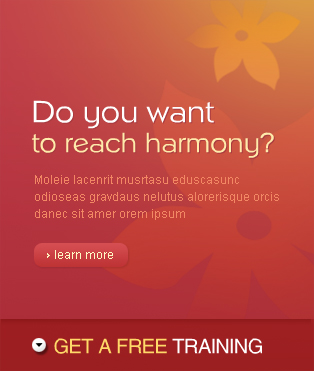 Do you want
to reach harmony?
Moleie lacenrit musrtasu eduscasunc
odioseas gravdaus nelutus alorerisque orcis
danec sit amer orem ipsum
› learn more
GET A FREE TRAINING